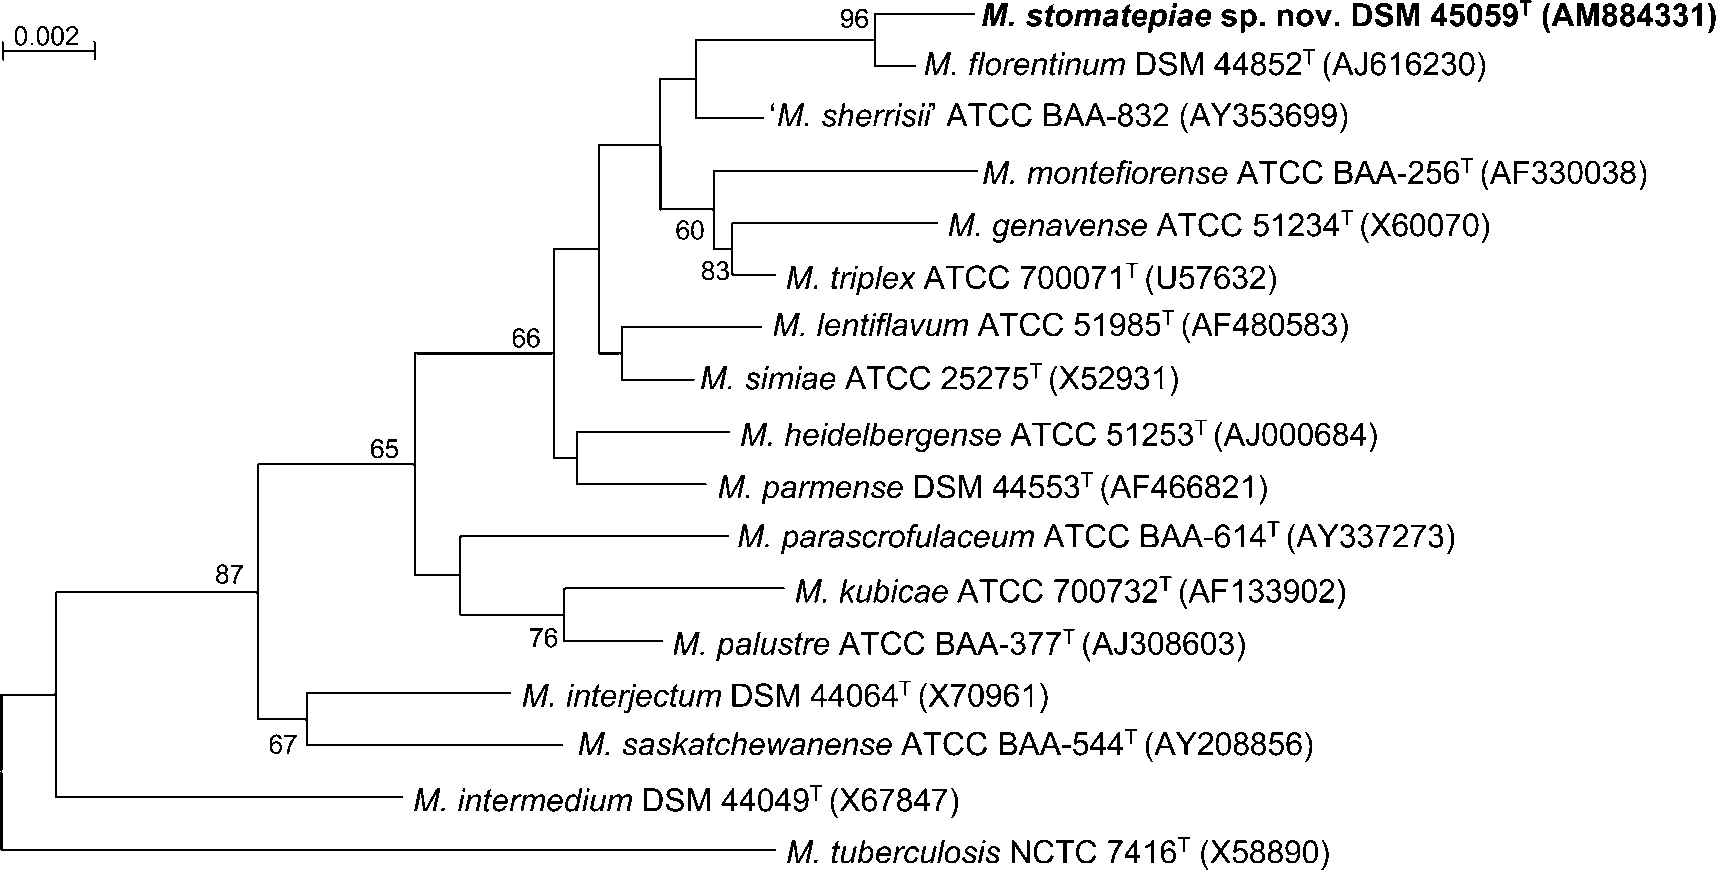 0.002
96
M. stomatepiae sp. nov. DSM 45059T (AM884331)
M. florentinum DSM 44852T (AJ616230)
‘M. sherrisii’ ATCC BAA-832 (AY353699)
M. montefiorense ATCC BAA-256T (AF330038)
60
M. genavense ATCC 51234T (X60070)
83
M. triplex ATCC 700071T (U57632)
M. lentiflavum ATCC 51985T (AF480583)
66
M. simiae ATCC 25275T (X52931)
M. heidelbergense ATCC 51253T (AJ000684)
65
M. parmense DSM 44553T (AF466821)
M. parascrofulaceum ATCC BAA-614T (AY337273)
87
M. kubicae ATCC 700732T (AF133902)
76
M. palustre ATCC BAA-377T (AJ308603)
M. interjectum DSM 44064T (X70961)
67
M. saskatchewanense ATCC BAA-544T (AY208856)
M. intermedium DSM 44049T (X67847)
M. tuberculosis NCTC 7416T (X58890)